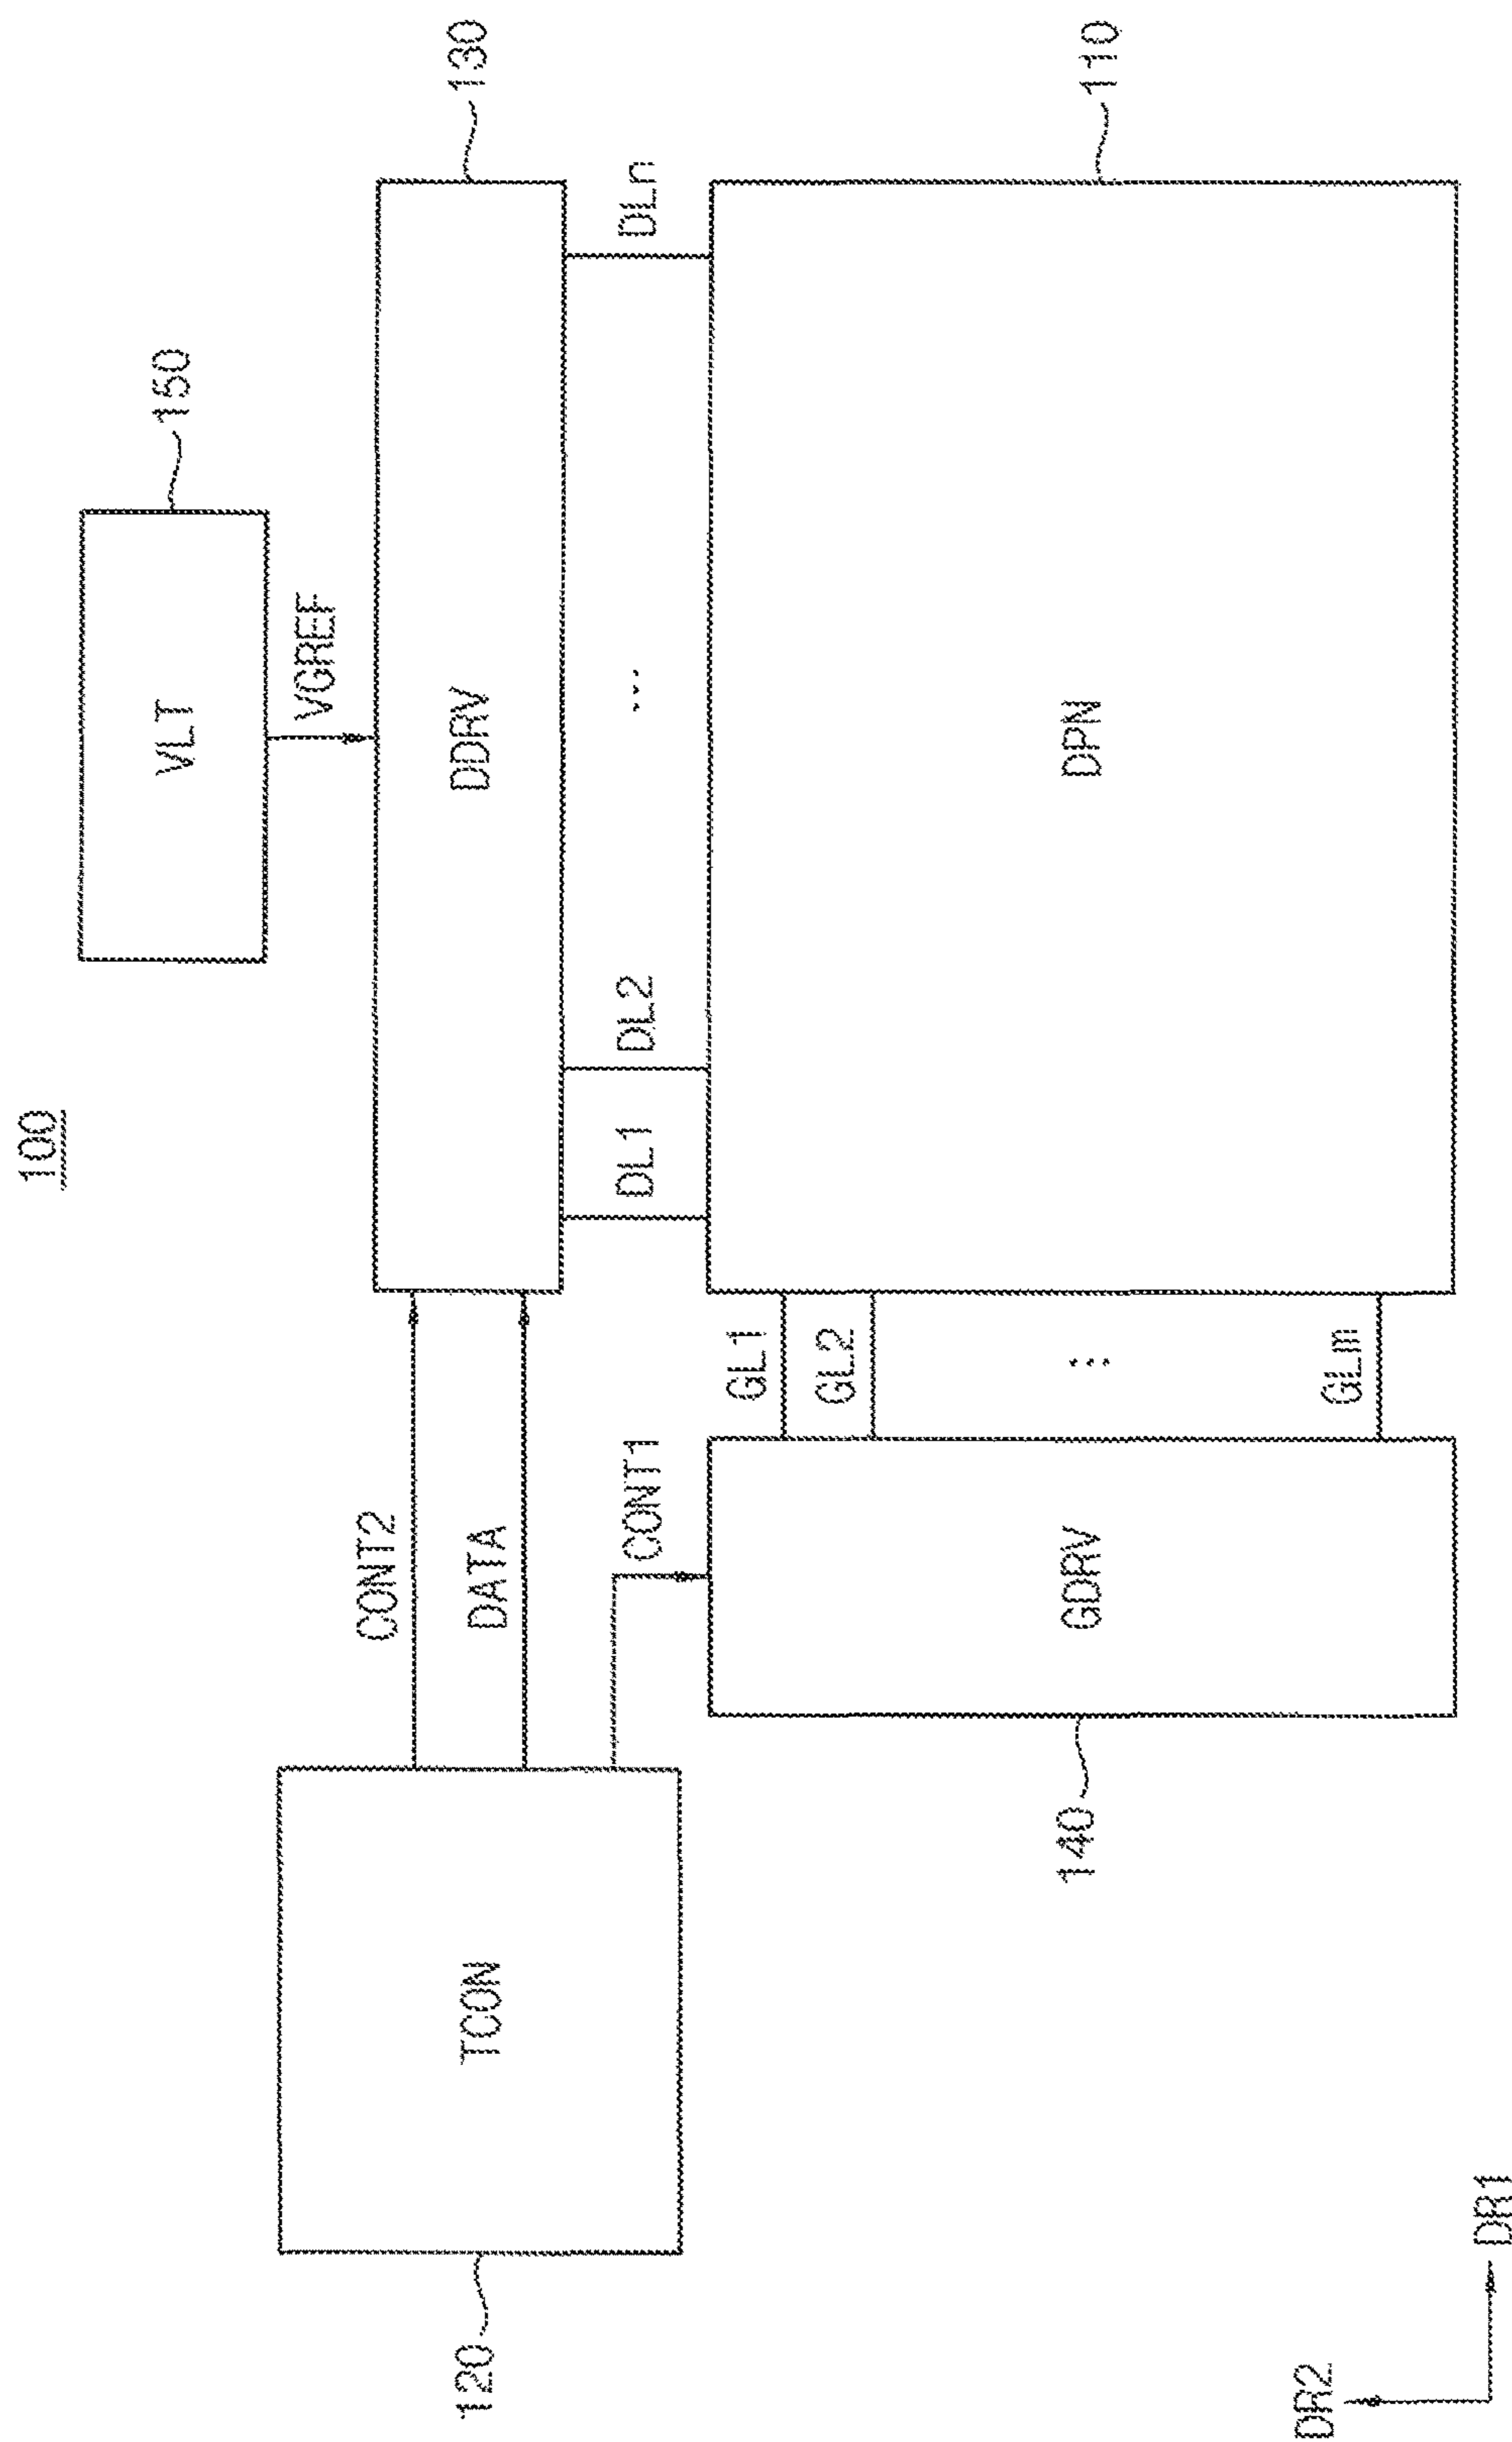 100
VLT
150
VGREF
CONT2
120
TCON
DATA
DDRV
130
DL1
DL2
...
DLn
CONT1
GL1
GL2
140
GDRV
⋮
DPN
110
GLm
DR2
DR1